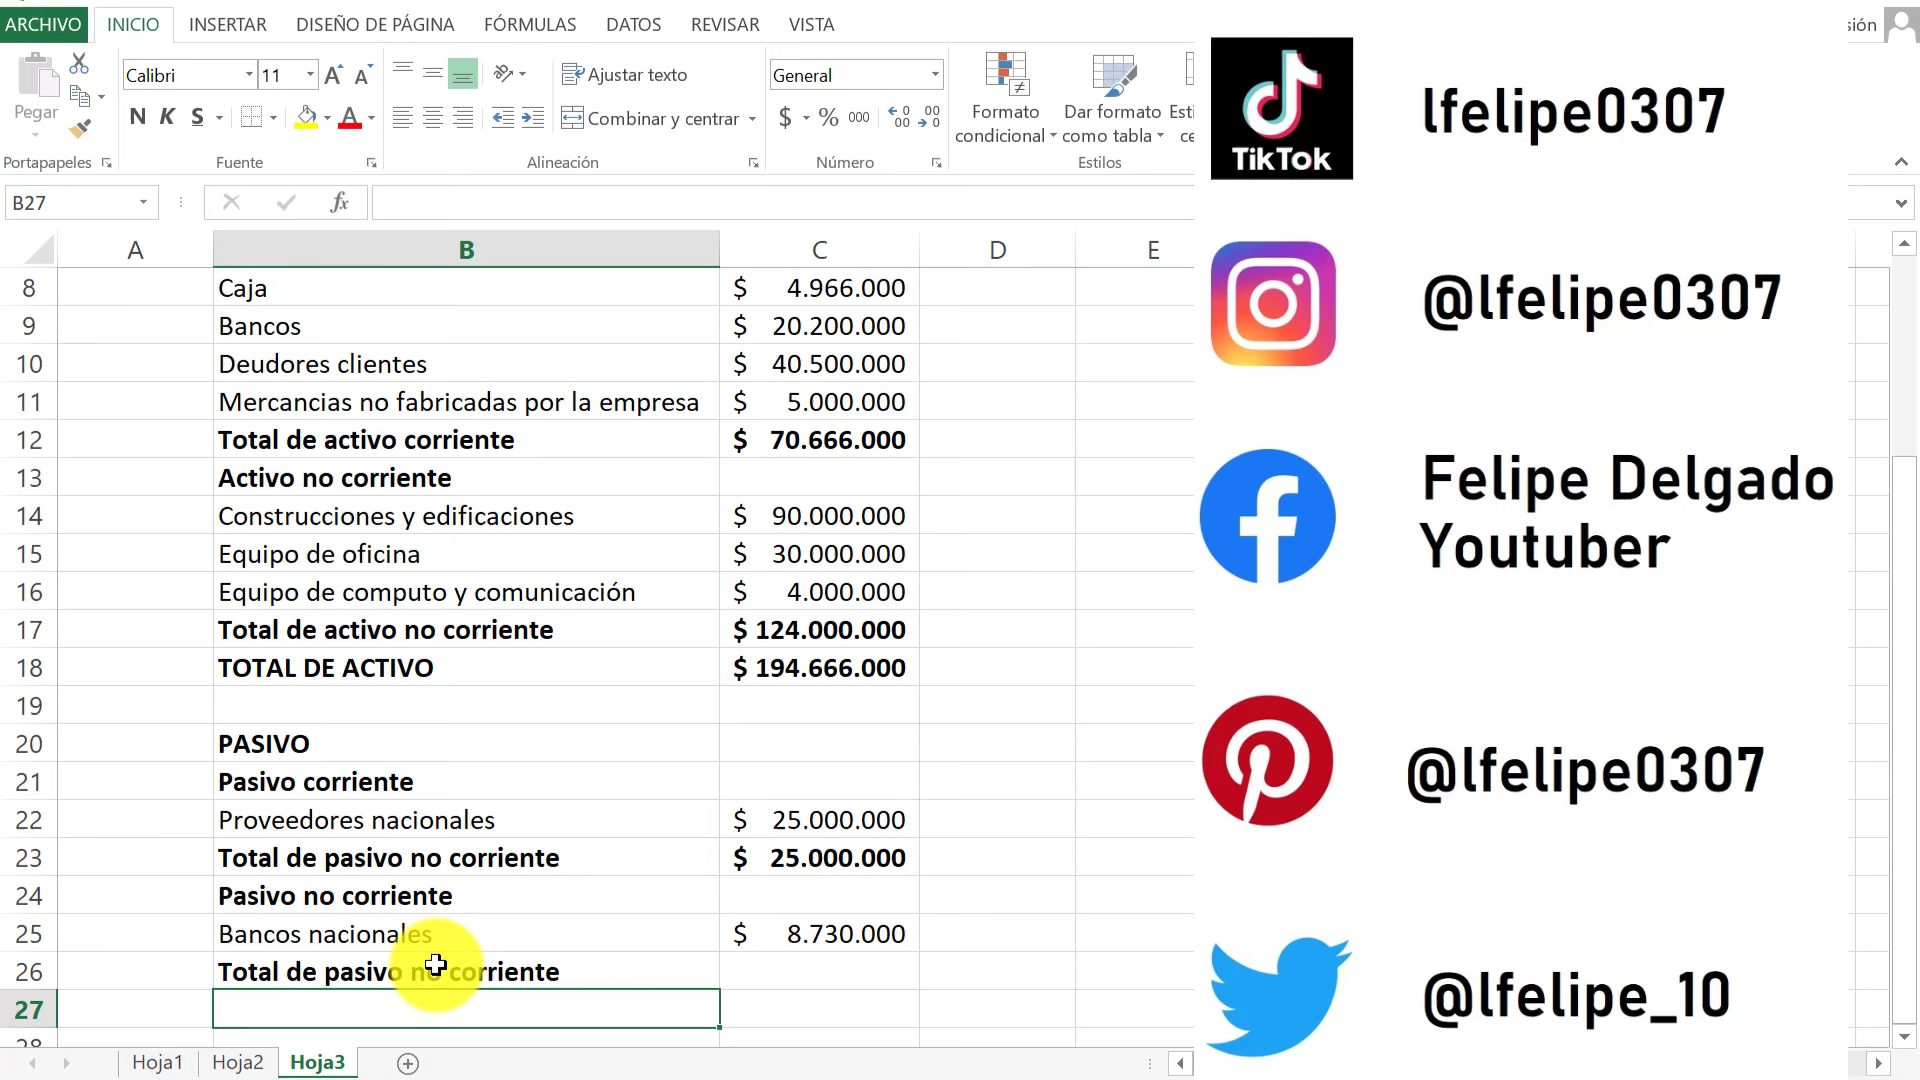 ARCHIVO INICIO INSERTAR DISEÑO DE PÁGINA FÓRMULAS DATOS REVISAR VISTA
sión
Pegar
Portapapeles
Calibri 11
N K S
Fuente
Ajustar texto
Combinar y centrar
Alineación
General
$ % 000
Número
Formato condicional
Dar formato como tabla
Estilos
B27
fx
A B C D E
8 Caja $ 4.966.000
9 Bancos $ 20.200.000
10 Deudores clientes $ 40.500.000
11 Mercancias no fabricadas por la empresa $ 5.000.000
12 Total de activo corriente $ 70.666.000
13 Activo no corriente
14 Construcciones y edificaciones $ 90.000.000
15 Equipo de oficina $ 30.000.000
16 Equipo de computo y comunicación $ 4.000.000
17 Total de activo no corriente $ 124.000.000
18 TOTAL DE ACTIVO $ 194.666.000
19
20 PASIVO
21 Pasivo corriente
22 Proveedores nacionales $ 25.000.000
23 Total de pasivo no corriente $ 25.000.000
24 Pasivo no corriente
25 Bancos nacionales $ 8.730.000
26 Total de pasivo no corriente
27
28
Hoja1 Hoja2 Hoja3
TikTok
lfelipe0307
@lfelipe0307
Felipe Delgado
Youtuber
@lfelipe0307
@lfelipe_10